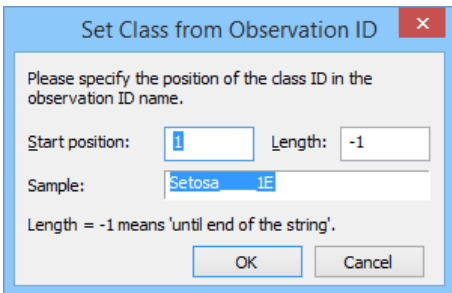 Set Class from Observation ID
Please specify the position of the class ID in the
observation ID name.
Start position: 1 Length: -1
Sample: Setosa____1E
Length = -1 means 'until end of the string'.
OK Cancel